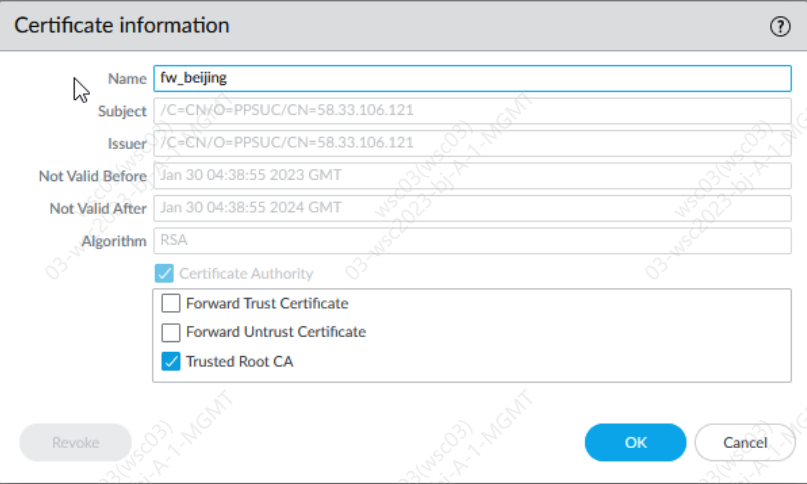 Certificate information
Name fw_beijing
Subject /C=CN/O=PPSUC/CN=58.33.106.121
Issuer /C=CN/O=PPSUC/CN=58.33.106.121
Not Valid Before Jan 30 04:38:55 2023 GMT
Not Valid After Jan 30 04:38:55 2024 GMT
Algorithm RSA
Certificate Authority
Forward Trust Certificate
Forward Untrust Certificate
Trusted Root CA
Revoke
OK
Cancel
wsc03(wsc03)
03-wsc2023-bj-A-1-MGMT